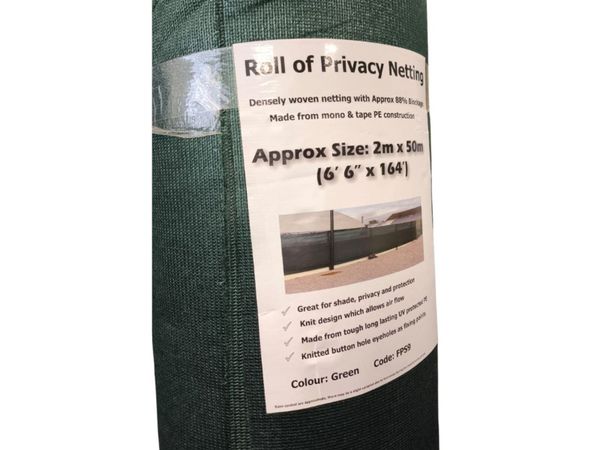 Roll of Privacy Netting
Densely woven netting with Approx 88% Blockage
Made from mono & tape PE construction
Approx Size: 2m x 50m
(6' 6" x 164')
Great for shade, privacy and protection
Knit design which allows air flow
Made from tough long lasting UV protected PE
Knitted button hole eyeholes as fixing points
Colour: Green Code: FPS9